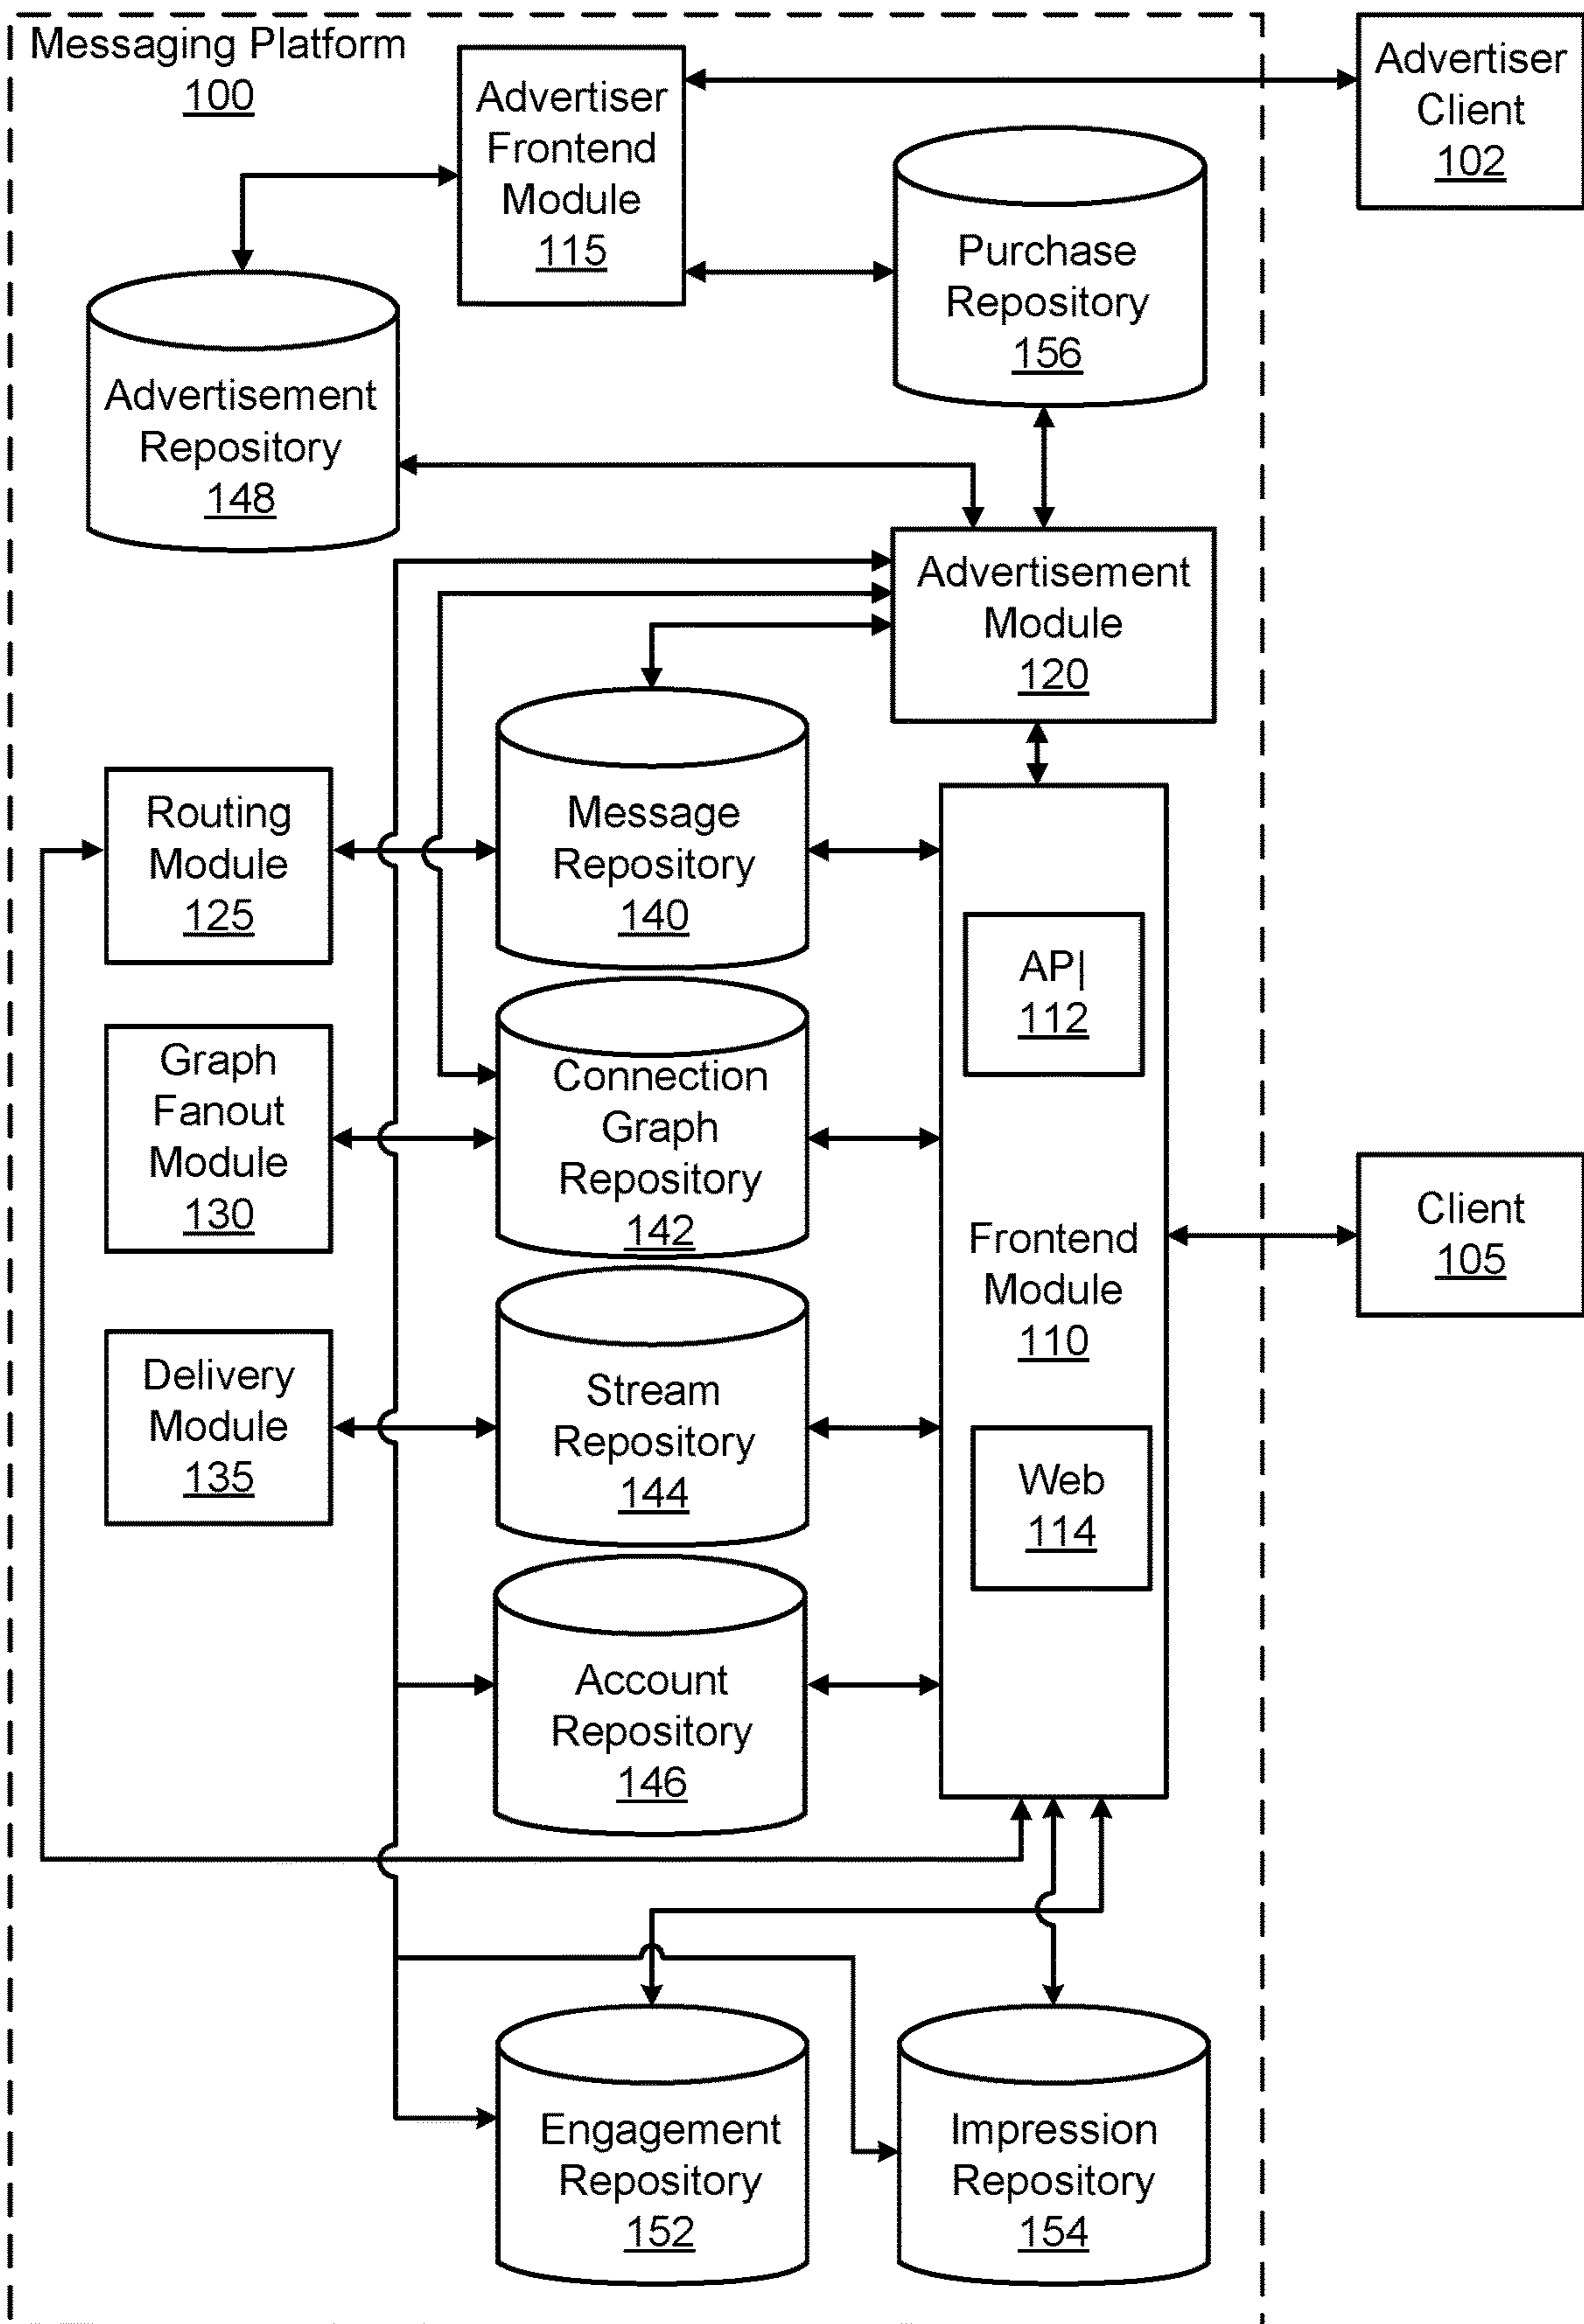 Messaging Platform
100
Advertiser
Frontend
Module
115
Advertiser
Client
102
Purchase
Repository
156
Advertisement
Repository
148
Advertisement
Module
120
Routing
Module
125
Message
Repository
140
API
112
Graph
Fanout
Module
130
Connection
Graph
Repository
142
Frontend
Module
110
Client
105
Delivery
Module
135
Stream
Repository
144
Web
114
Account
Repository
146
Engagement
Repository
152
Impression
Repository
154